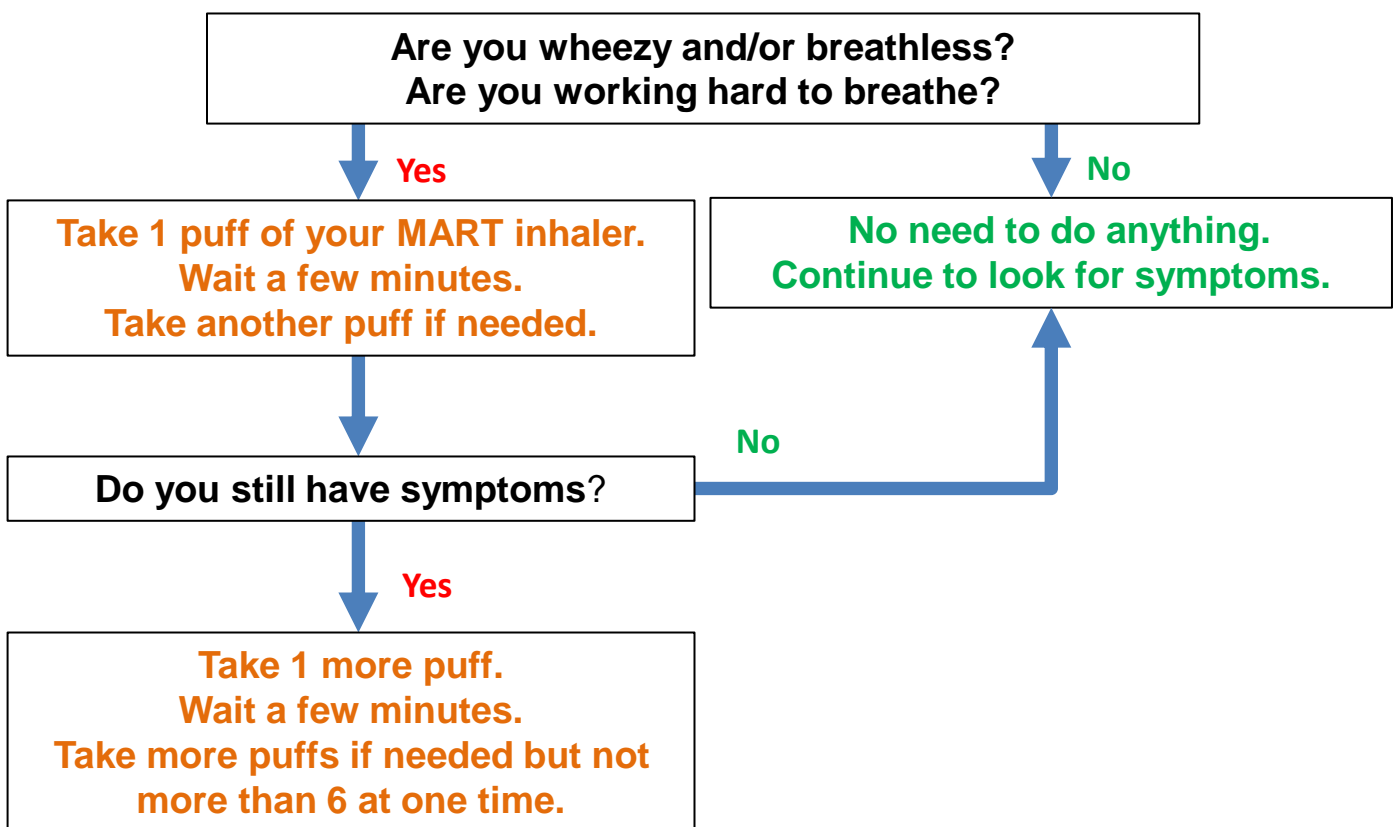 Are you wheezy and/or breathless?
Are you working hard to breathe?
Yes
No
Take 1 puff of your MART inhaler.
Wait a few minutes.
Take another puff if needed.
No need to do anything.
Continue to look for symptoms.
No
Do you still have symptoms?
Yes
Take 1 more puff.
Wait a few minutes.
Take more puffs if needed but not
more than 6 at one time.